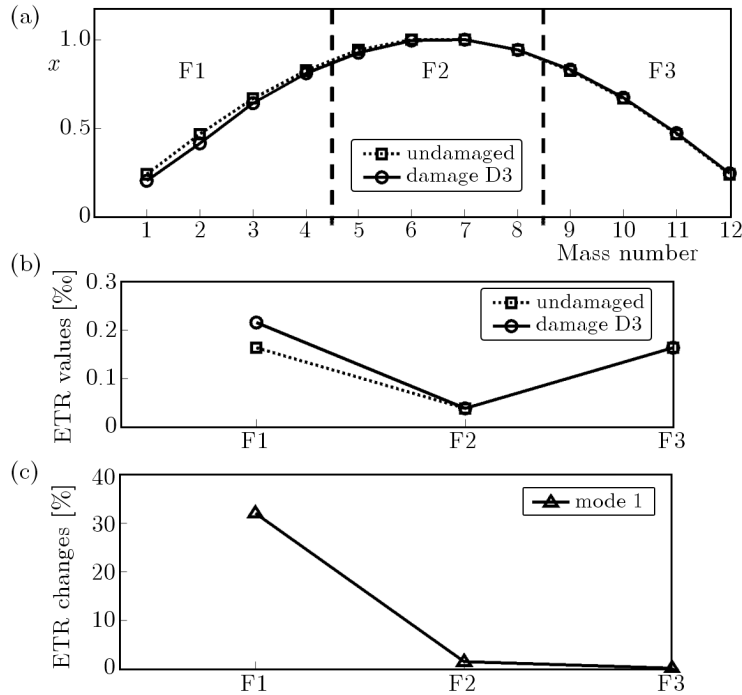 (a)
1.0
x
F1
F2
F3
0.5
undamaged
damage D3
0
1 2 3 4 5 6 7 8 9 10 11 12
Mass number
(b)
ETR values [‰]
0.3
undamaged
damage D3
0.2
0.1
0
F1 F2 F3
(c)
ETR changes [%]
40
mode 1
30
20
10
0
F1 F2 F3